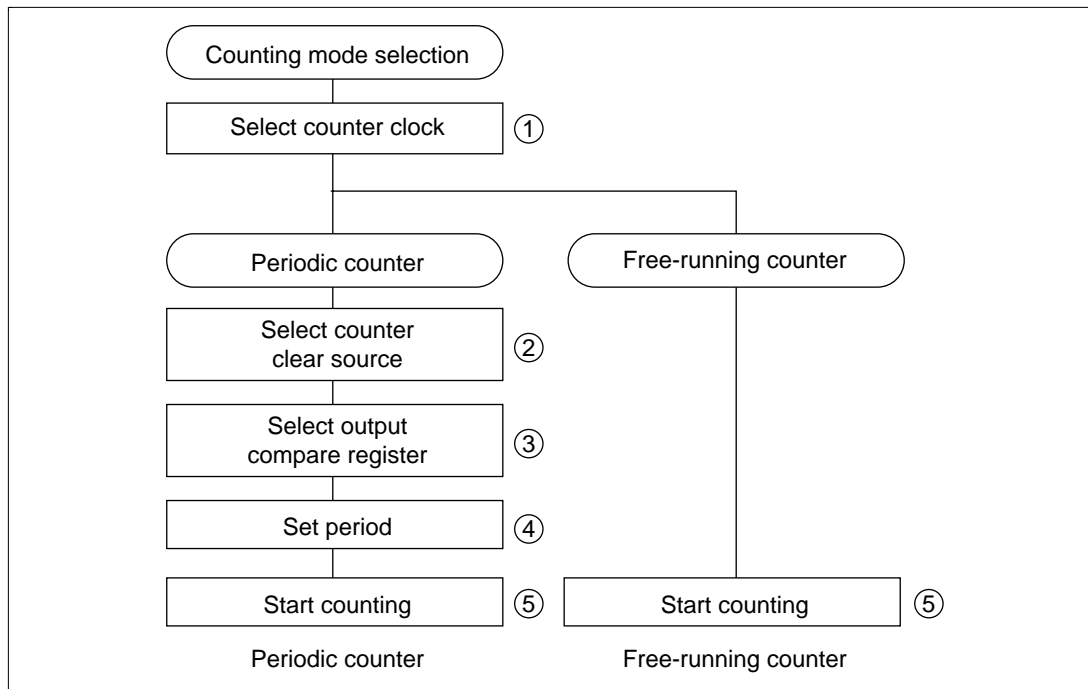 Counting mode selection
Select counter clock
①
Periodic counter
Free-running counter
Select counter
clear source
②
Select output
compare register
③
Set period
④
Start counting
⑤
Start counting
⑤
Periodic counter
Free-running counter